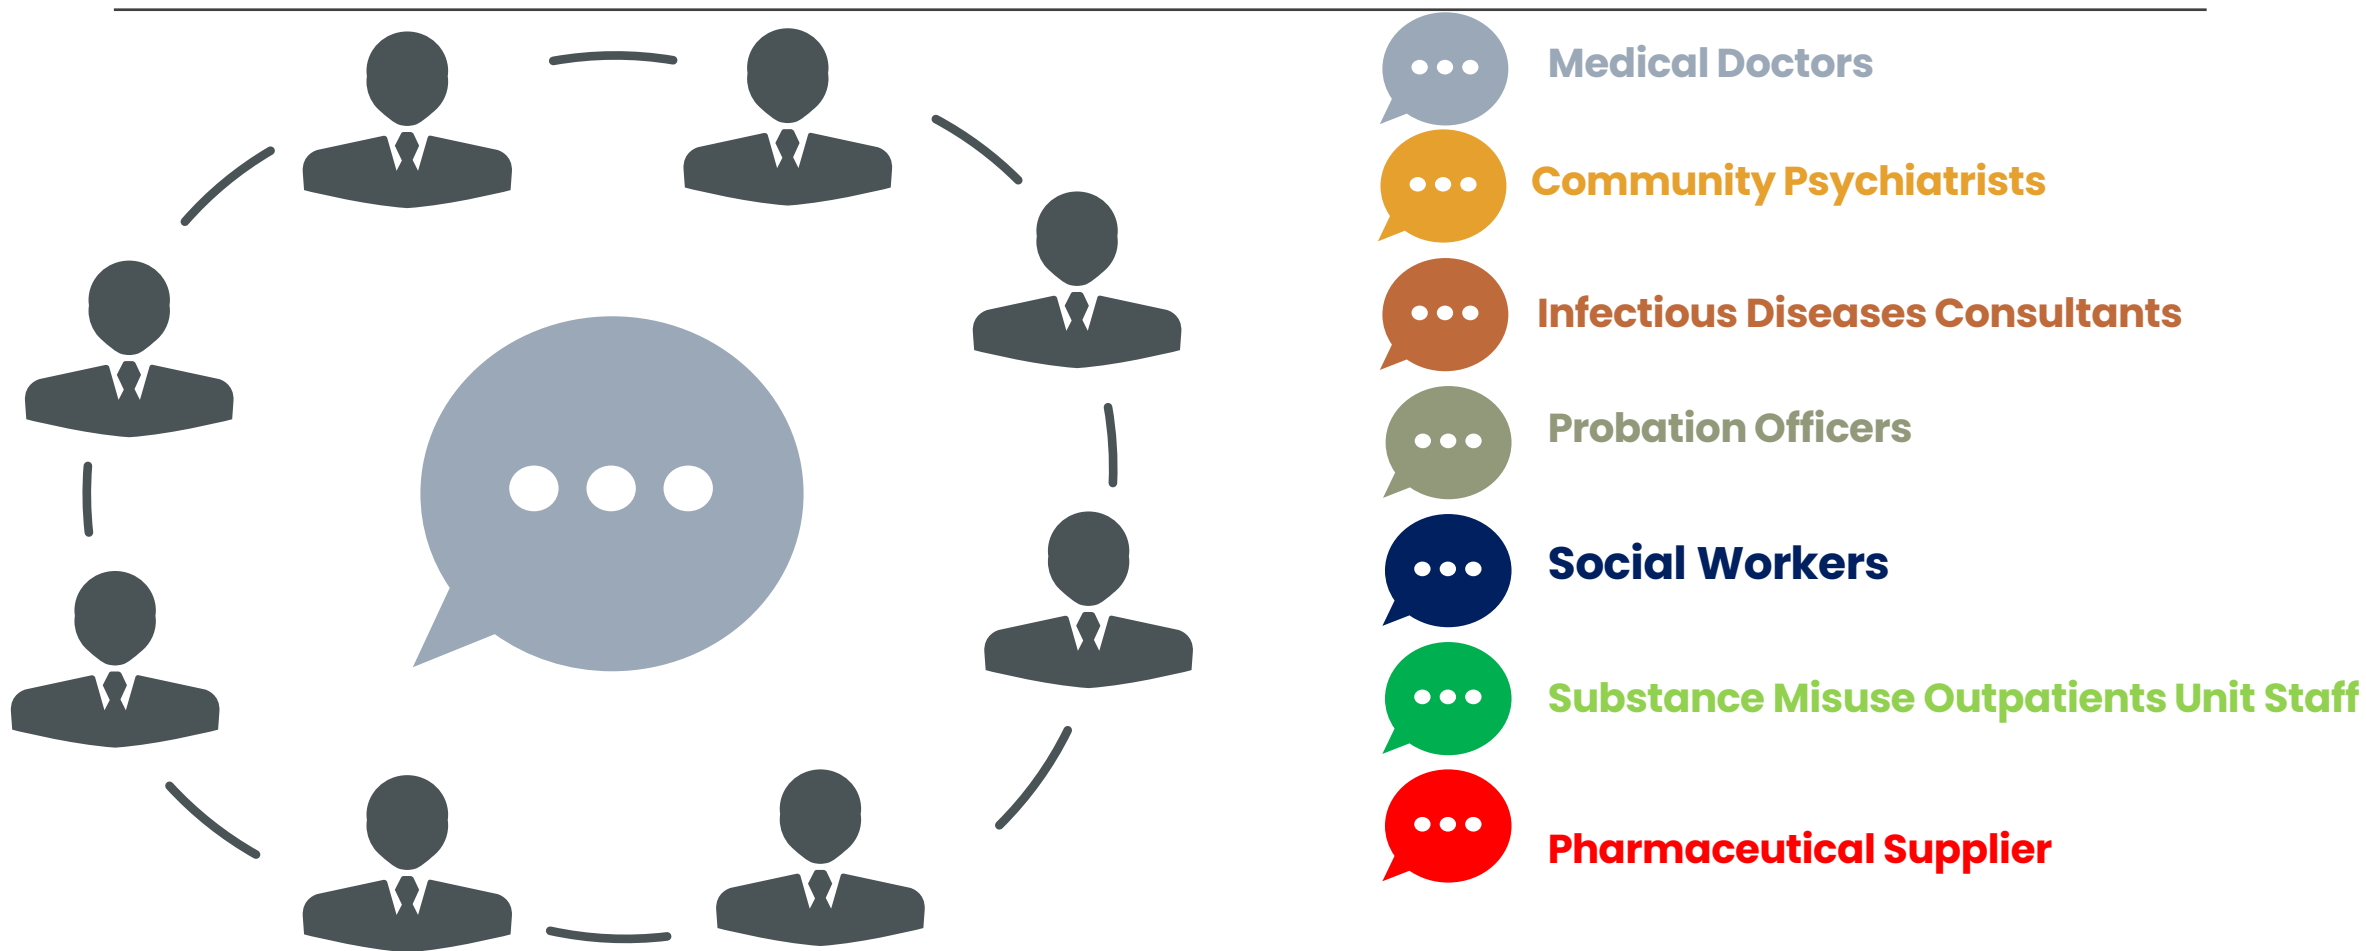 Medical Doctors
Community Psychiatrists
Infectious Diseases Consultants
Probation Officers
Social Workers
Substance Misuse Outpatients Unit Staff
Pharmaceutical Supplier